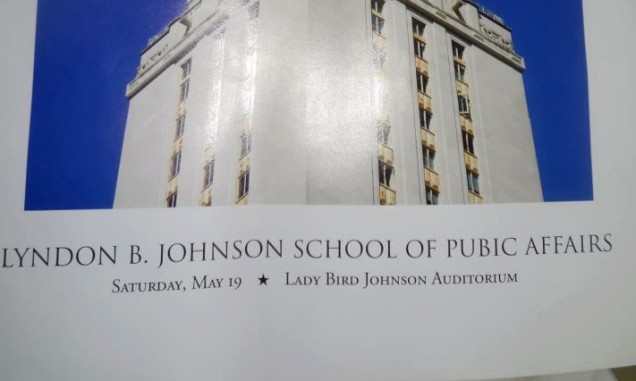 LYNDON B. JOHNSON SCHOOL OF PUBIC AFFAIRS
SATURDAY, MAY 19 ★ LADY BIRD JOHNSON AUDITORIUM